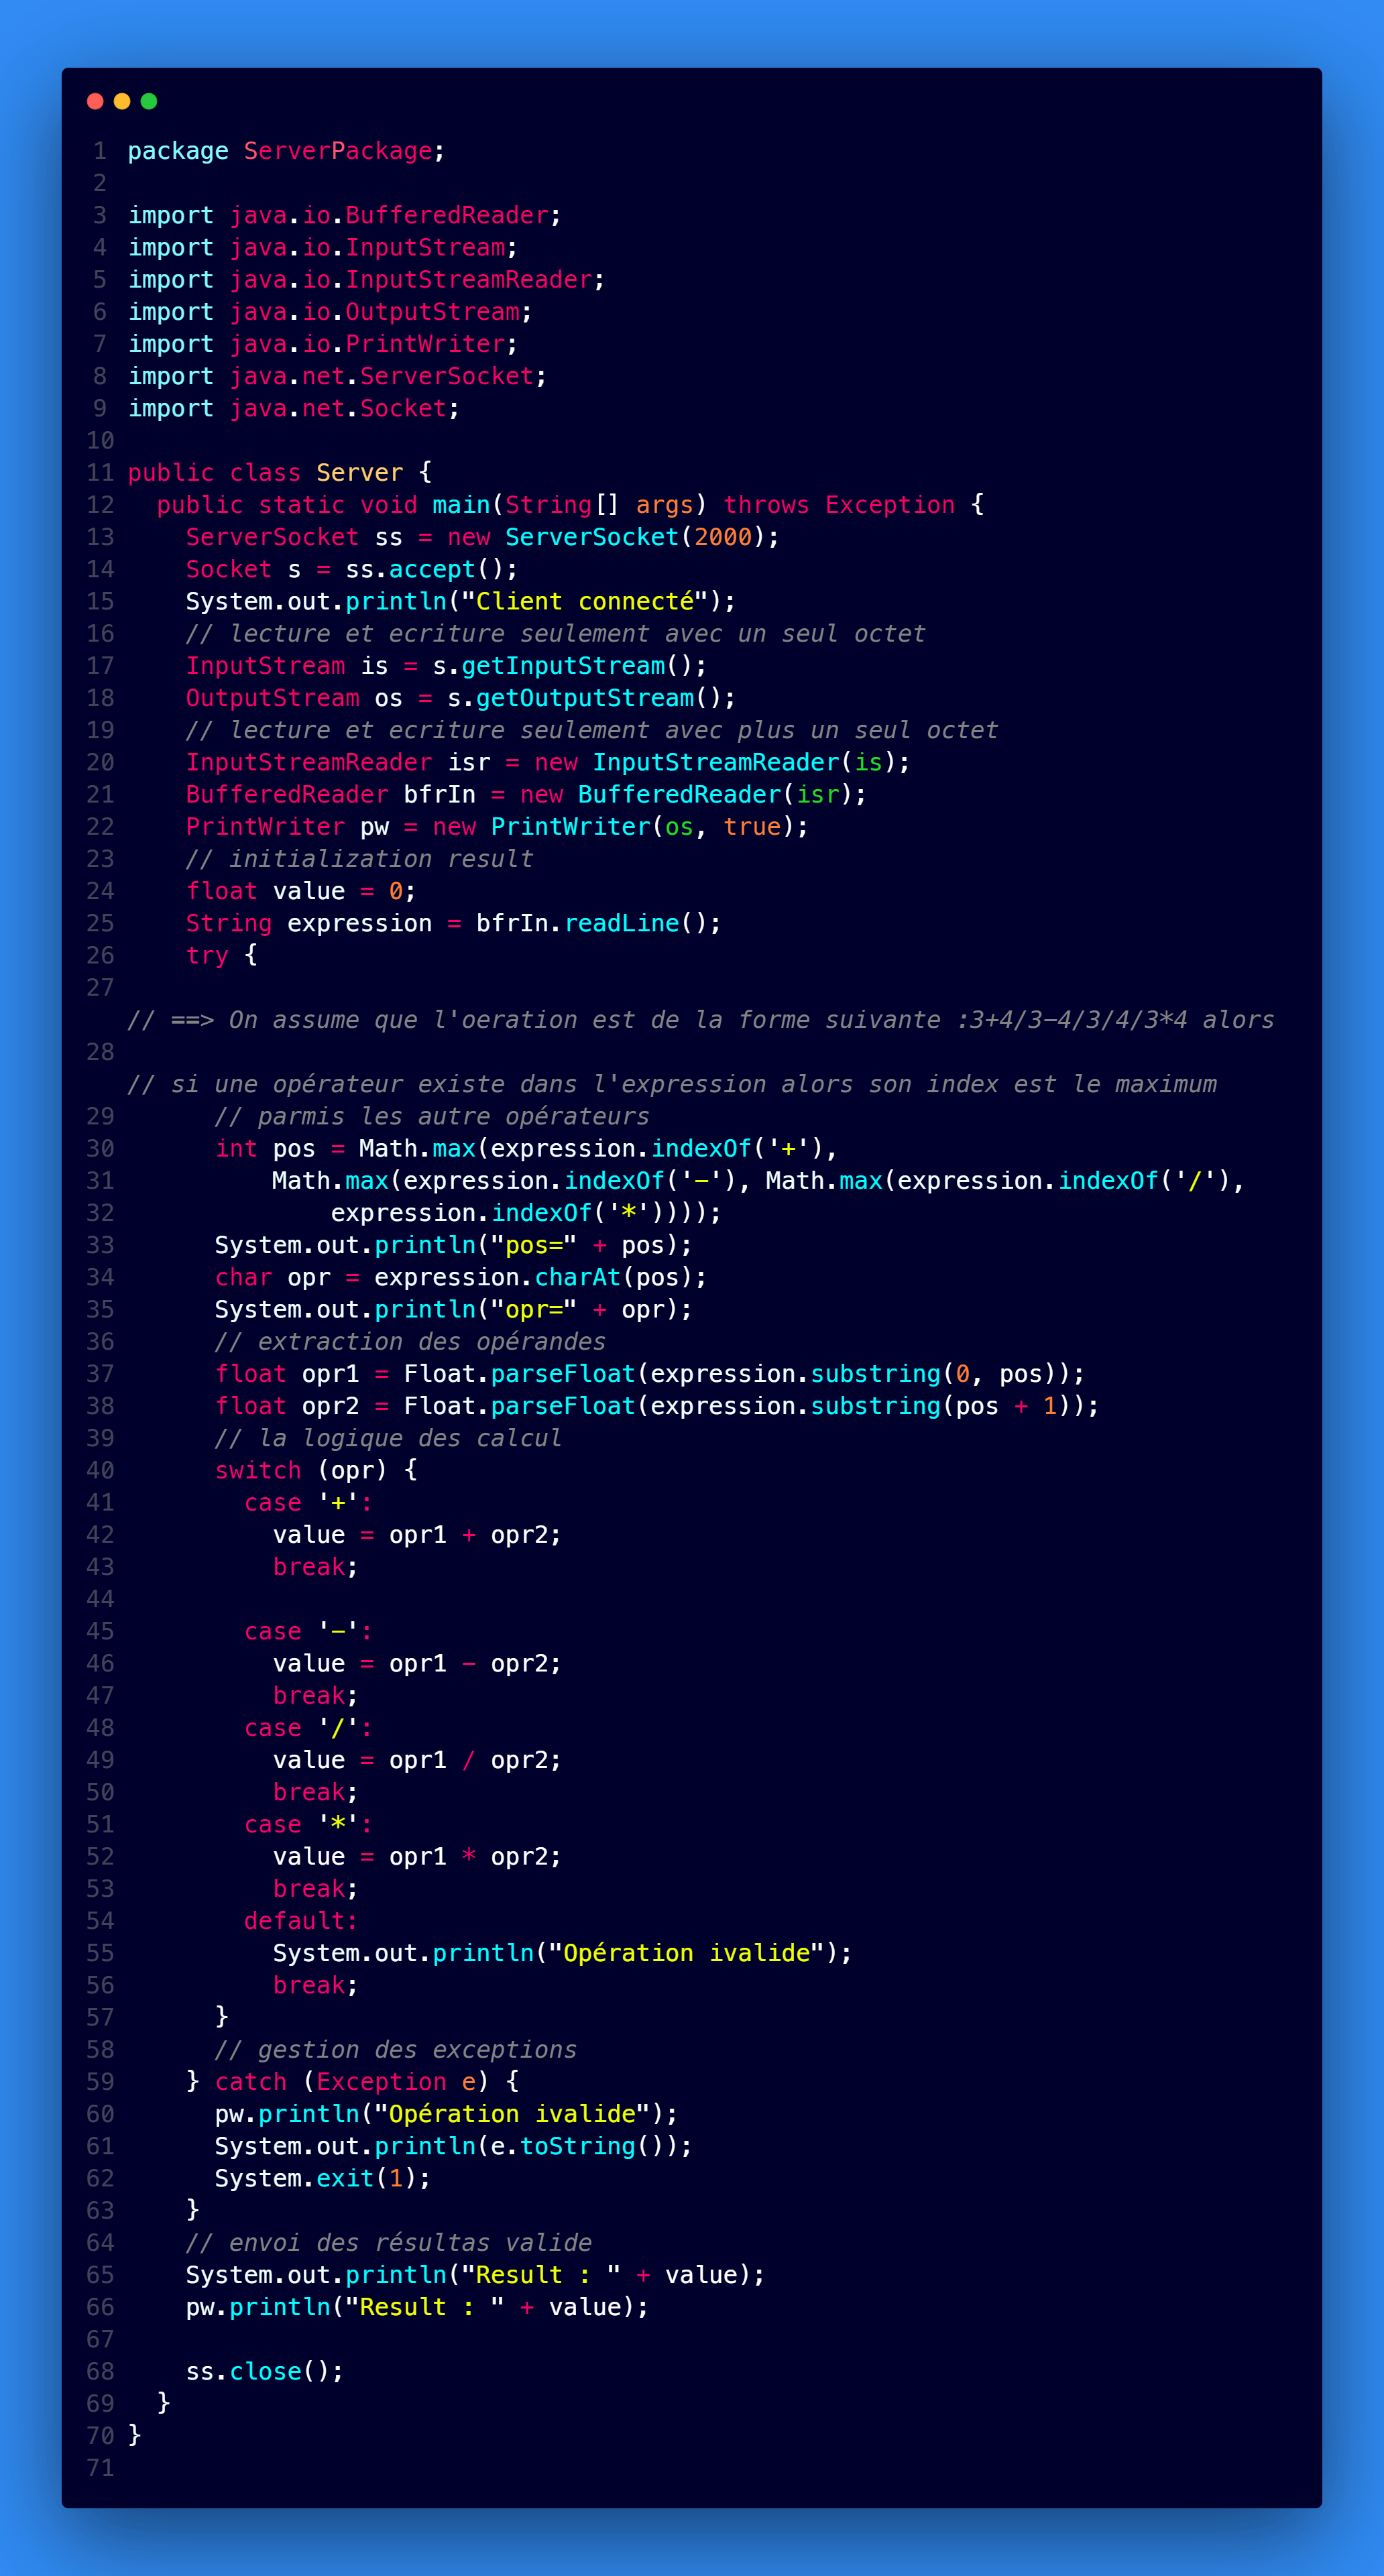 1 package ServerPackage;
2
3 import java.io.BufferedReader;
4 import java.io.InputStream;
5 import java.io.InputStreamReader;
6 import java.io.OutputStream;
7 import java.io.PrintWriter;
8 import java.net.ServerSocket;
9 import java.net.Socket;
10
11 public class Server {
12   public static void main(String[] args) throws Exception {
13     ServerSocket ss = new ServerSocket(2000);
14     Socket s = ss.accept();
15     System.out.println("Client connecté");
16     // lecture et ecriture seulement avec un seul octet
17     InputStream is = s.getInputStream();
18     OutputStream os = s.getOutputStream();
19     // lecture et ecriture seulement avec plus un seul octet
20     InputStreamReader isr = new InputStreamReader(is);
21     BufferedReader bfrIn = new BufferedReader(isr);
22     PrintWriter pw = new PrintWriter(os, true);
23     // initialization result
24     float value = 0;
25     String expression = bfrIn.readLine();
26     try {
27
// ==> On assume que l'oeration est de la forme suivante :3+4/3-4/3/4/3*4 alors
28
// si une opérateur existe dans l'expression alors son index est le maximum
29       // parmis les autre opérateurs
30       int pos = Math.max(expression.indexOf('+'),
31           Math.max(expression.indexOf('-'), Math.max(expression.indexOf('/'),
32               expression.indexOf('*'))));
33       System.out.println("pos=" + pos);
34       char opr = expression.charAt(pos);
35       System.out.println("opr=" + opr);
36       // extraction des opérandes
37       float opr1 = Float.parseFloat(expression.substring(0, pos));
38       float opr2 = Float.parseFloat(expression.substring(pos + 1));
39       // la logique des calcul
40       switch (opr) {
41         case '+':
42           value = opr1 + opr2;
43           break;
44
45         case '-':
46           value = opr1 - opr2;
47           break;
48         case '/':
49           value = opr1 / opr2;
50           break;
51         case '*':
52           value = opr1 * opr2;
53           break;
54         default:
55           System.out.println("Opération ivalide");
56           break;
57       }
58       // gestion des exceptions
59     } catch (Exception e) {
60       pw.println("Opération ivalide");
61       System.out.println(e.toString());
62       System.exit(1);
63     }
64     // envoi des résultas valide
65     System.out.println("Result : " + value);
66     pw.println("Result : " + value);
67
68     ss.close();
69   }
70 }
71